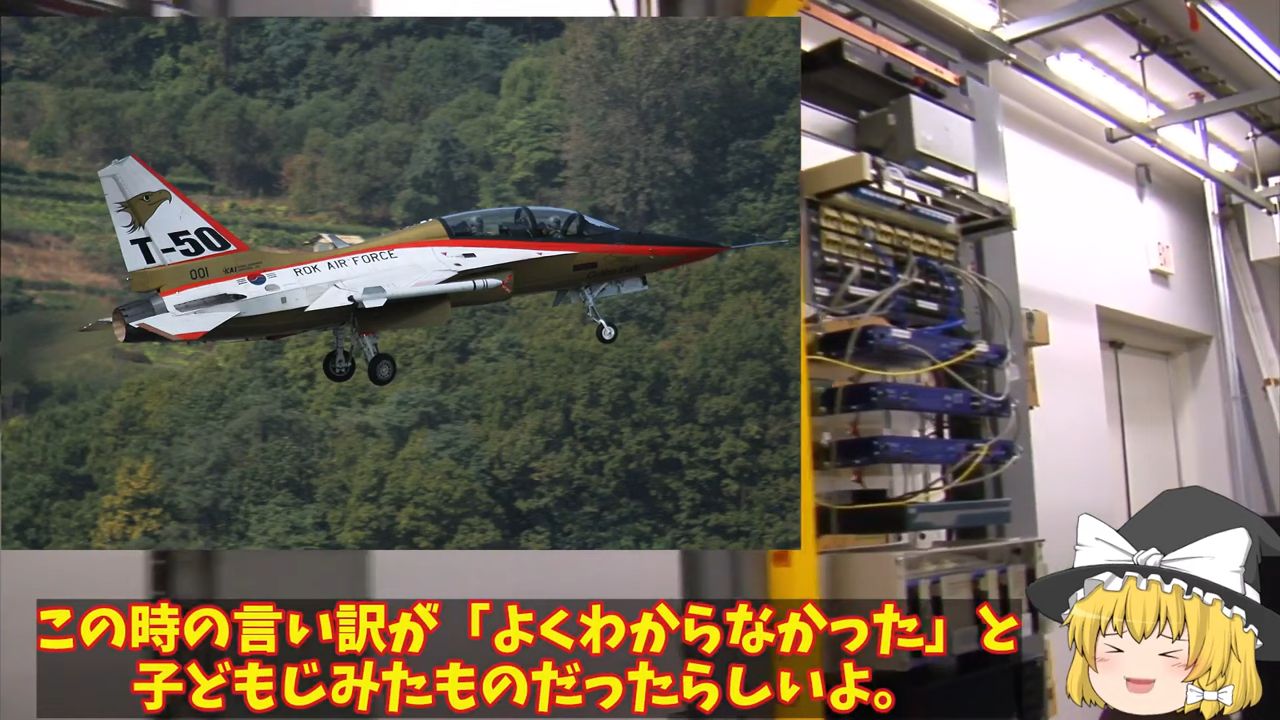 T-50
001 KAI
ROK AIR FORCE
EXIT
この時の言い訳が「よくわからなかった」と
子どもじみたものだったらしいよ。